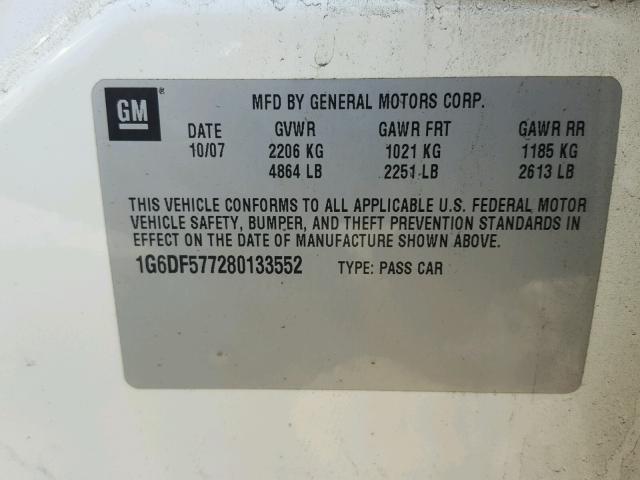 GM ®
MFD BY GENERAL MOTORS CORP.
DATE GVWR GAWR FRT GAWR RR
10/07 2206 KG 1021 KG 1185 KG
4864 LB 2251 LB 2613 LB
THIS VEHICLE CONFORMS TO ALL APPLICABLE U.S. FEDERAL MOTOR
VEHICLE SAFETY, BUMPER, AND THEFT PREVENTION STANDARDS IN
EFFECT ON THE DATE OF MANUFACTURE SHOWN ABOVE.
1G6DF577280133552 TYPE: PASS CAR